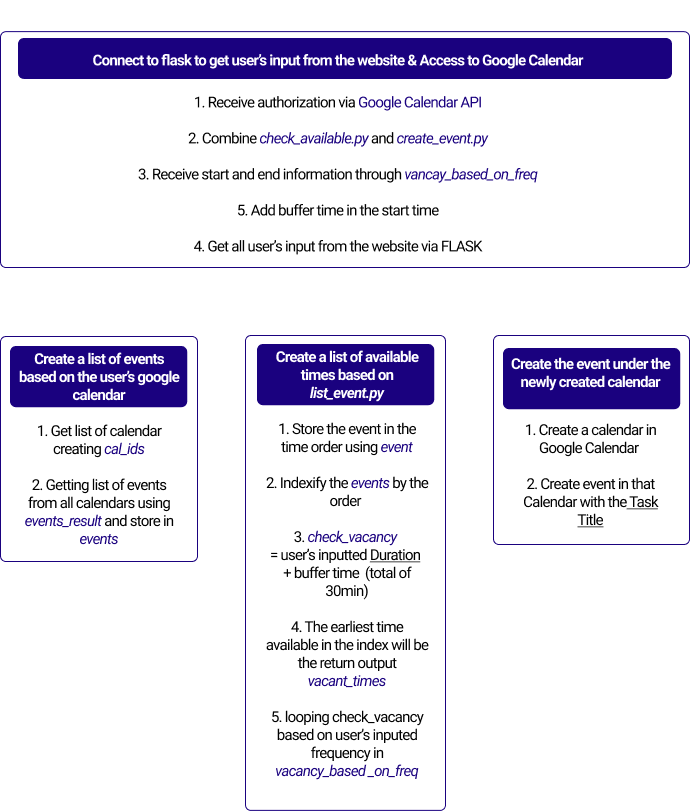 Connect to flask to get user's input from the website & Access to Google Calendar
1. Receive authorization via Google Calendar API
2. Combine check_available.py and create_event.py
3. Receive start and end information through vancay_based_on_freq
5. Add buffer time in the start time
4. Get all user's input from the website via FLASK
Create a list of events
based on the user's google
calendar
1. Get list of calendar
creating cal_ids
2. Getting list of events
from all calendars using
events_result and store in
events
Create a list of available
times based on
list_event.py
1. Store the event in the
time order using event
2. Indexify the events by the
order
3. check_vacancy
= user's inputted Duration
+ buffer time (total of
30min)
4. The earliest time
available in the index will be
the return output
vacant_times
5. looping check_vacancy
based on user's inputed
frequency in
vacancy_based _on_freq
Create the event under the
newly created calendar
1. Create a calendar in
Google Calendar
2. Create event in that
Calendar with the Task
Title